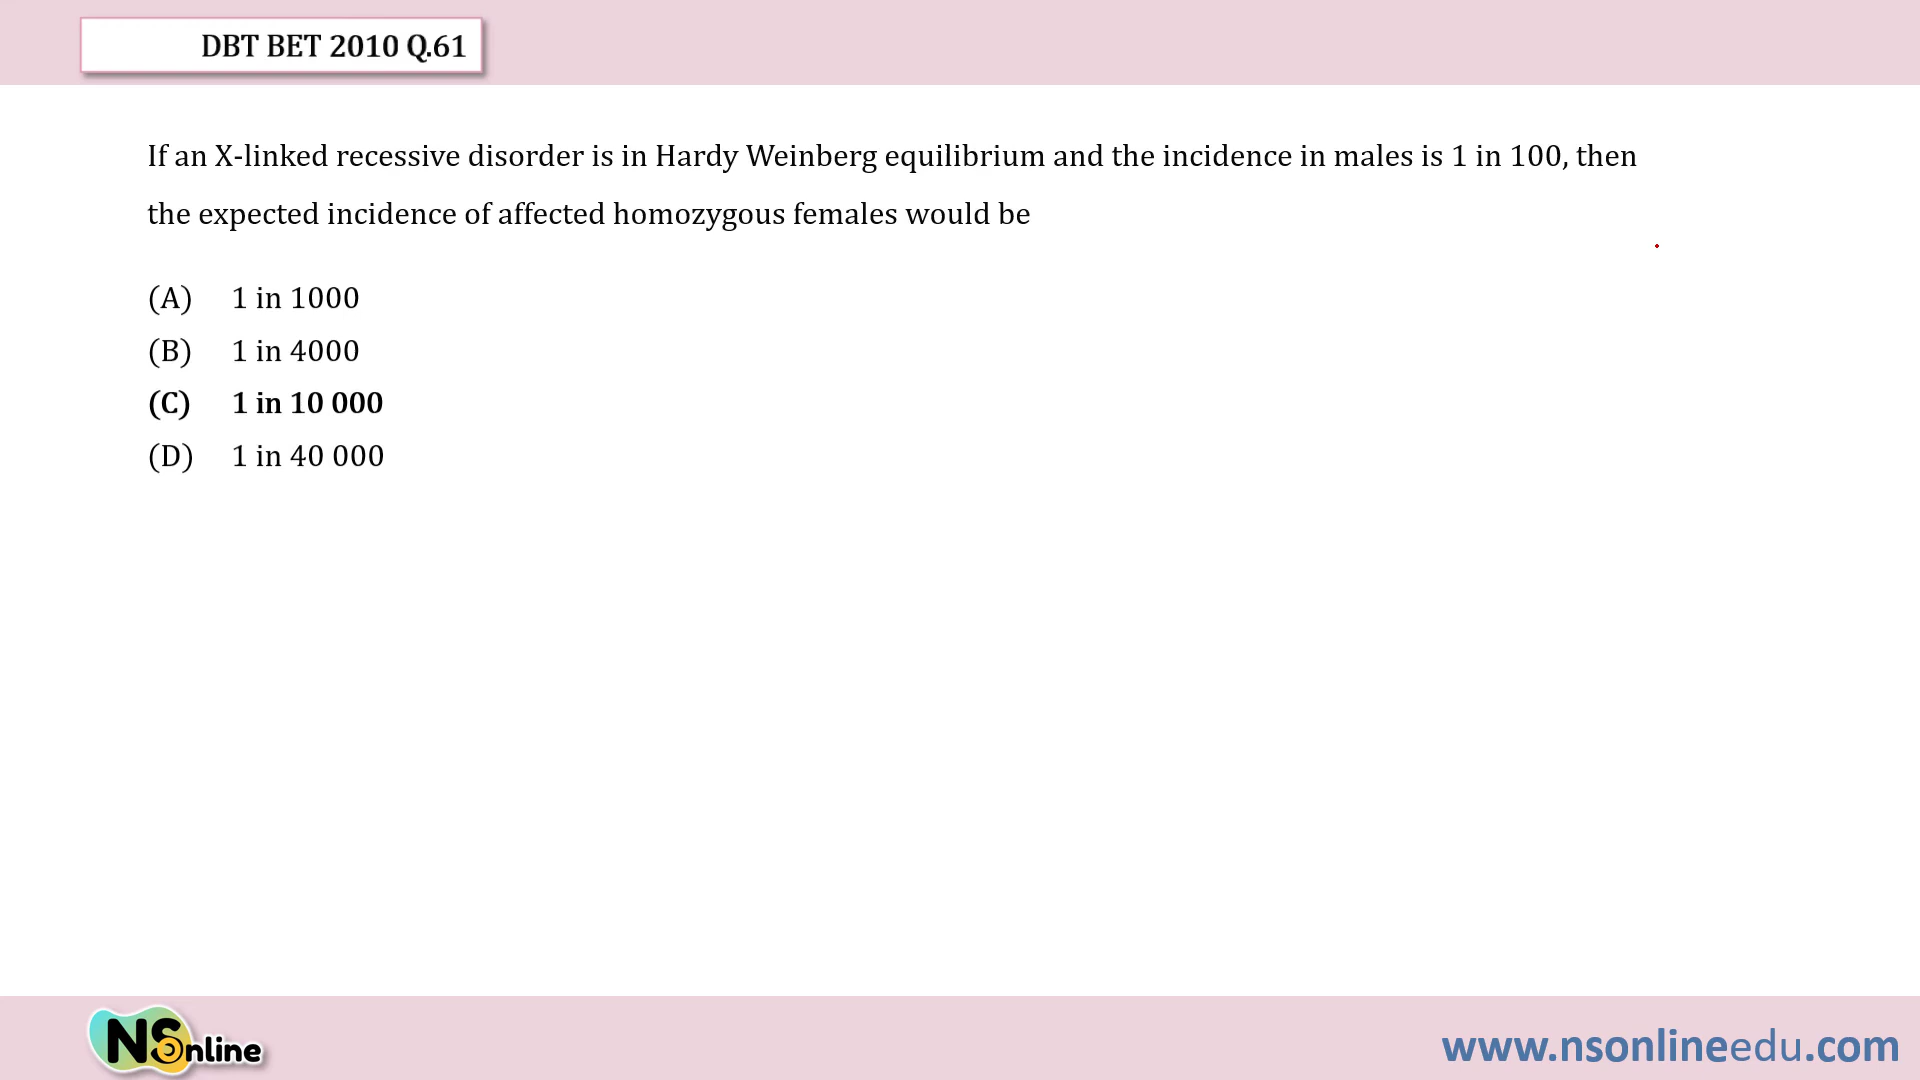 DBT BET 2010 Q.61
If an X-linked recessive disorder is in Hardy Weinberg equilibrium and the incidence in males is 1 in 100, then
the expected incidence of affected homozygous females would be
(A) 1 in 1000
(B) 1 in 4000
(C) 1 in 10 000
(D) 1 in 40 000
NSOnline
www.nsonlineedu.com